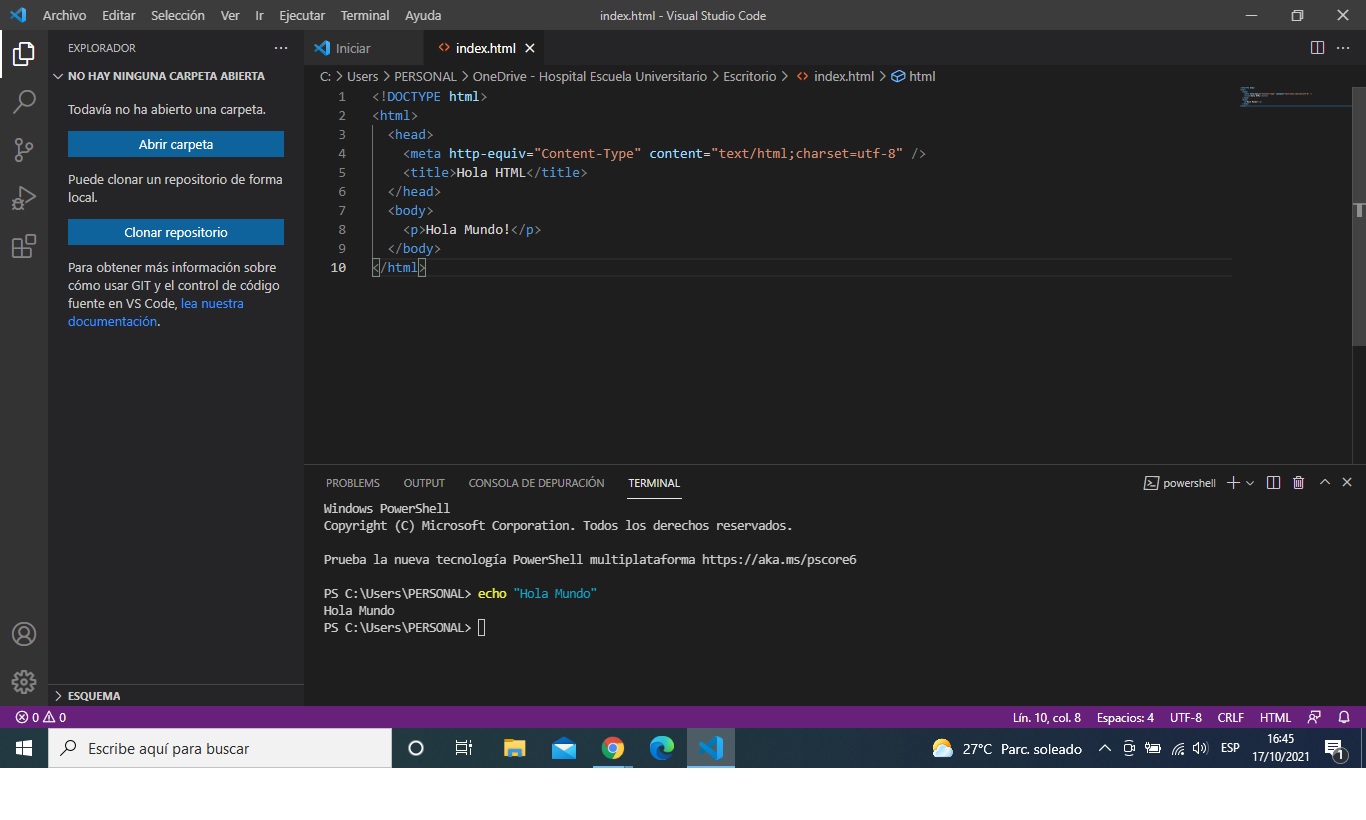 Archivo Editar Selección Ver Ir Ejecutar Terminal Ayuda
index.html - Visual Studio Code
EXPLORADOR
NO HAY NINGUNA CARPETA ABIERTA
Todavía no ha abierto una carpeta.
Abrir carpeta
Puede clonar un repositorio de forma
local.
Clonar repositorio
Para obtener más información sobre
cómo usar GIT y el control de código
fuente en VS Code, lea nuestra
documentación.
ESQUEMA
Iniciar index.html
C: > Users > PERSONAL > OneDrive - Hospital Escuela Universitario > Escritorio > <> index.html > html
1 <!DOCTYPE html>
2 <html>
3 <head>
4 <meta http-equiv="Content-Type" content="text/html;charset=utf-8" />
5 <title>Hola HTML</title>
6 </head>
7 <body>
8 <p>Hola Mundo!</p>
9 </body>
10 </html>
PROBLEMS OUTPUT CONSOLA DE DEPURACIÓN TERMINAL powershell
Windows PowerShell
Copyright (C) Microsoft Corporation. Todos los derechos reservados.
Prueba la nueva tecnología PowerShell multiplataforma https://aka.ms/pscore6
PS C:\Users\PERSONAL> echo "Hola Mundo"
Hola Mundo
PS C:\Users\PERSONAL>
0 0 Lín. 10, col. 8 Espacios: 4 UTF-8 CRLF HTML
Escribe aquí para buscar
27°C Parc. soleado
ESP
16:45
17/10/2021
1